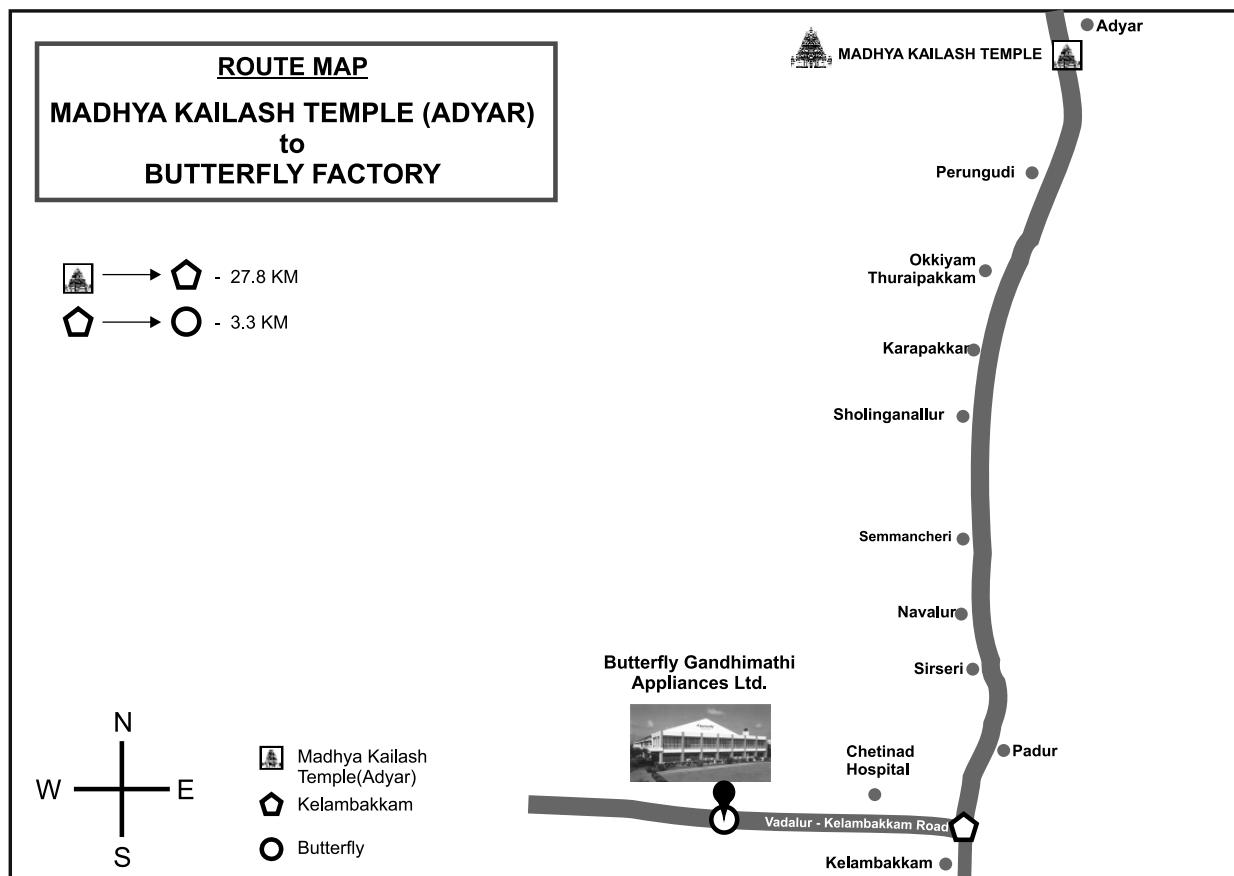 ROUTE MAP
MADHYA KAILASH TEMPLE (ADYAR)
to
BUTTERFLY FACTORY
- 27.8 KM
- 3.3 KM
Adyar
MADHYA KAILASH TEMPLE
Perungudi
Okkiyam
Thuraipakkam
Karapakkar
Sholinganallur
Semmancheri
Navalur
Sirseri
Padur
Butterfly Gandhimathi
Appliances Ltd.
Chetinad
Hospital
Vadalur - Kelambakkam Road
Kelambakkam
N
W
E
S
Madhya Kailash
Temple(Adyar)
Kelambakkam
Butterfly